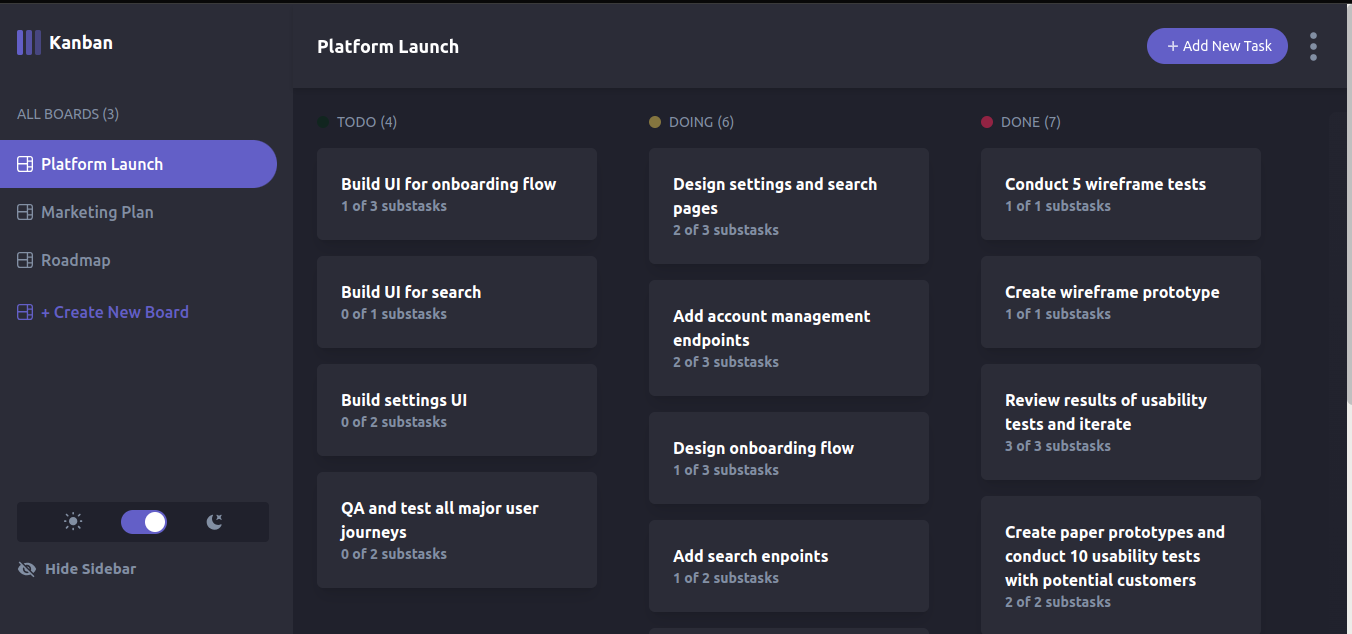 Kanban
ALL BOARDS (3)
Platform Launch
Marketing Plan
Roadmap
+ Create New Board
Hide Sidebar
Platform Launch
+ Add New Task
TODO (4)
Build UI for onboarding flow
1 of 3 substasks
Build UI for search
0 of 1 substasks
Build settings UI
0 of 2 substasks
QA and test all major user
journeys
0 of 2 substasks
DOING (6)
Design settings and search
pages
2 of 3 substasks
Add account management
endpoints
2 of 3 substasks
Design onboarding flow
1 of 3 substasks
Add search enpoints
1 of 2 substasks
DONE (7)
Conduct 5 wireframe tests
1 of 1 substasks
Create wireframe prototype
1 of 1 substasks
Review results of usability
tests and iterate
3 of 3 substasks
Create paper prototypes and
conduct 10 usability tests
with potential customers
2 of 2 substasks